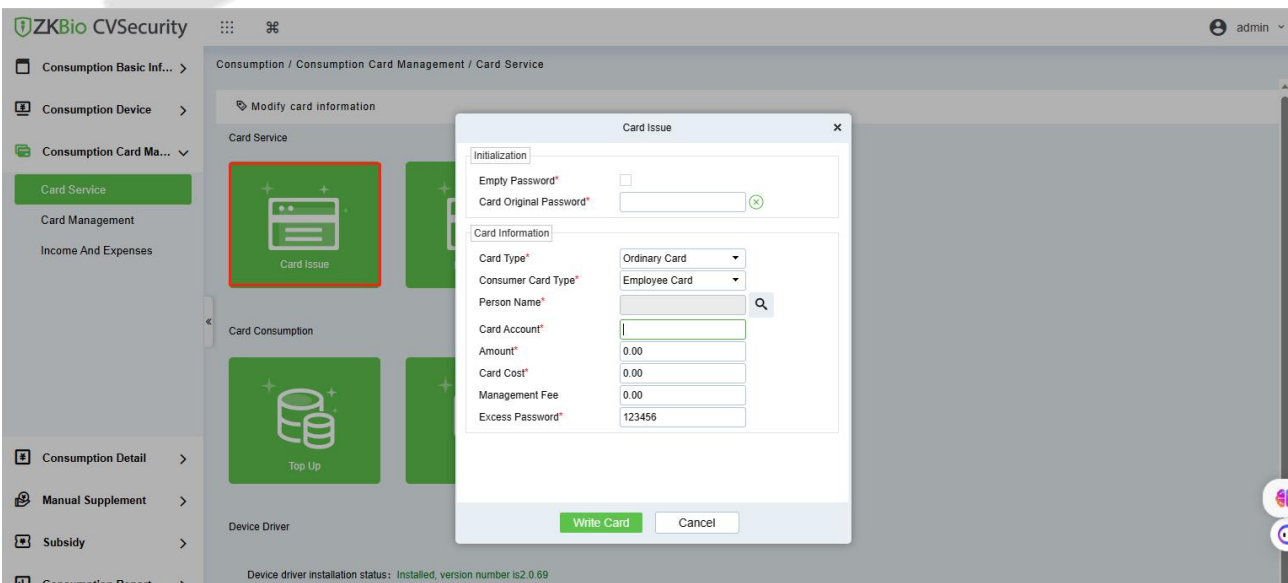 ZKBio CVSecurity
admin
Consumption Basic Inf...
Consumption Device
Consumption Card Ma...
Card Service
Card Management
Income And Expenses
Consumption Detail
Manual Supplement
Subsidy
Consumption Report
Consumption / Consumption Card Management / Card Service
Modify card information
Card Service
Card Issue
Card Consumption
Top Up
Device Driver
Device driver installation status: Installed, version number is2.0.69
Card Issue
Initialization
Empty Password*
Card Original Password*
Card Information
Card Type* Ordinary Card
Consumer Card Type* Employee Card
Person Name*
Card Account*
Amount* 0.00
Card Cost* 0.00
Management Fee 0.00
Excess Password* 123456
Write Card Cancel